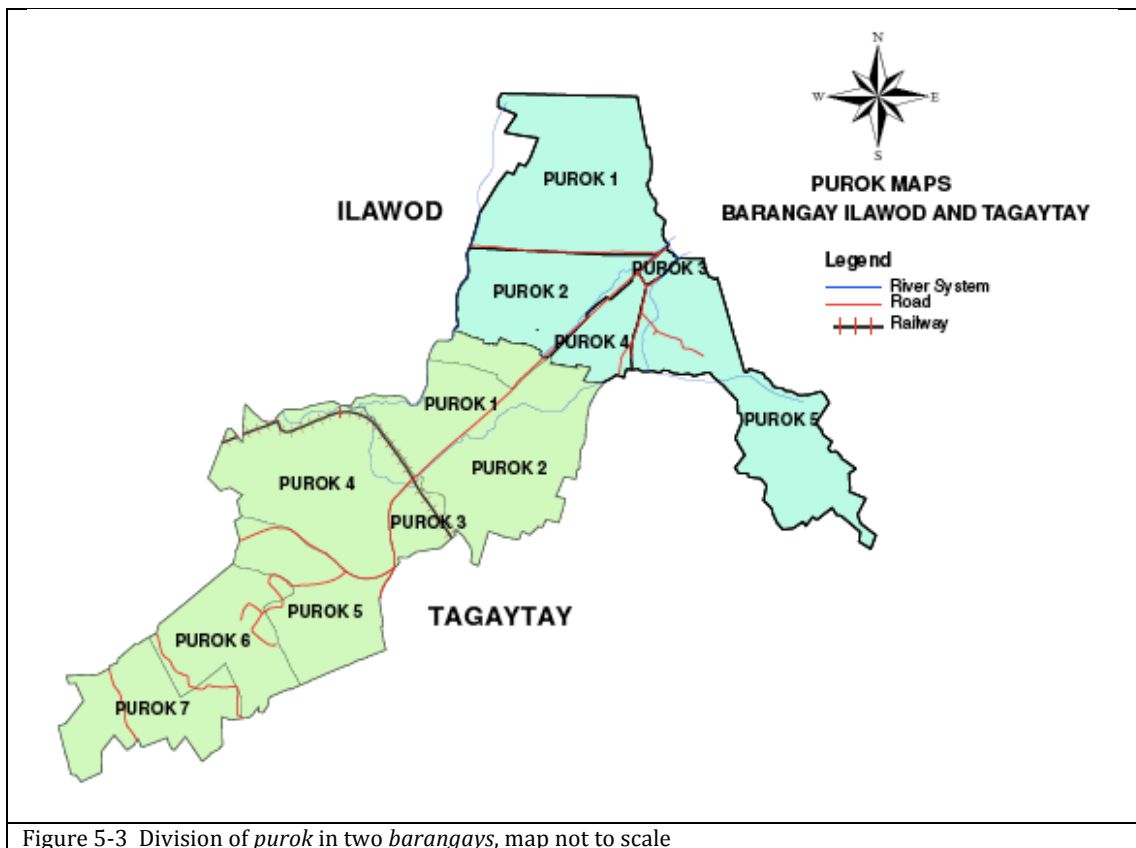 N
W
E
S
PUROK MAPS
BARANGAY ILAWOD AND TAGAYTAY
Legend
River System
Road
Railway
ILAWOD
PUROK 1
PUROK 2
PUROK 3
PUROK 4
PUROK 5
PUROK 1
PUROK 2
PUROK 3
PUROK 4
PUROK 5
PUROK 6
PUROK 7
TAGAYTAY
Figure 5-3 Division of purok in two barangays, map not to scale